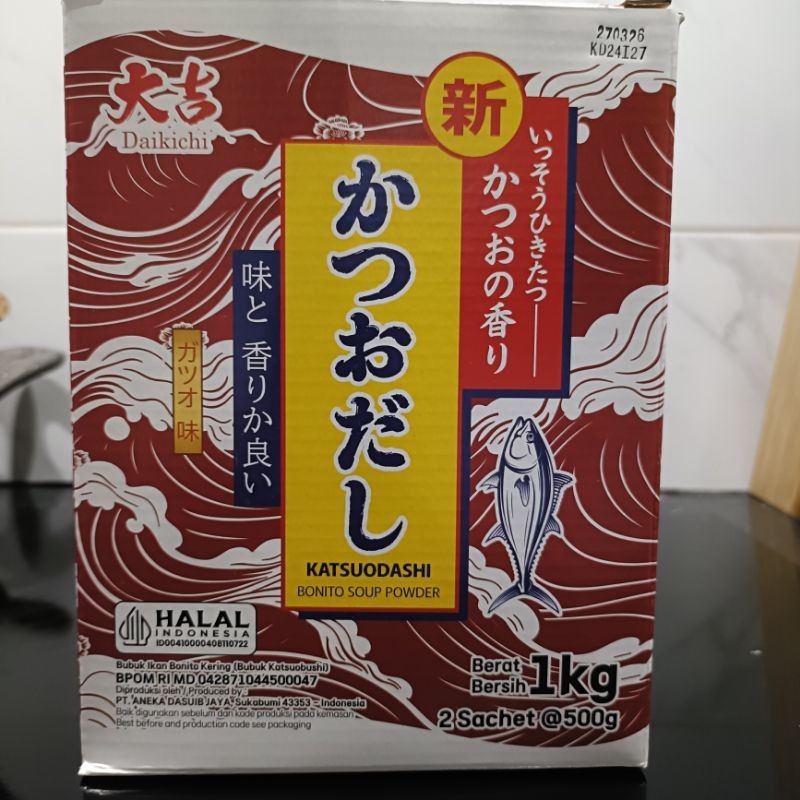 270326
KD24I27
大吉
Daikichi
新
いっそうひきたつ
かつおの香り
かつおだし
味と 香りか良い
ガツオ 味
KATSUODASHI
BONITO SOUP POWDER
HALAL
INDONESIA
ID00410000408110722
Bubuk Ikan Bonito Kering (Bubuk Katsuobushi)
BPOM RI MD 042871044500047
Diproduksi oleh / Produced by :
PT. ANEKA DASUIB JAYA, Sukabumi 43353 - Indonesia
Baik digunakan sebelum dan kode produksi pada kemasan
Best before and production code see packaging
Berat
Bersih 1kg
2 Sachet @500g